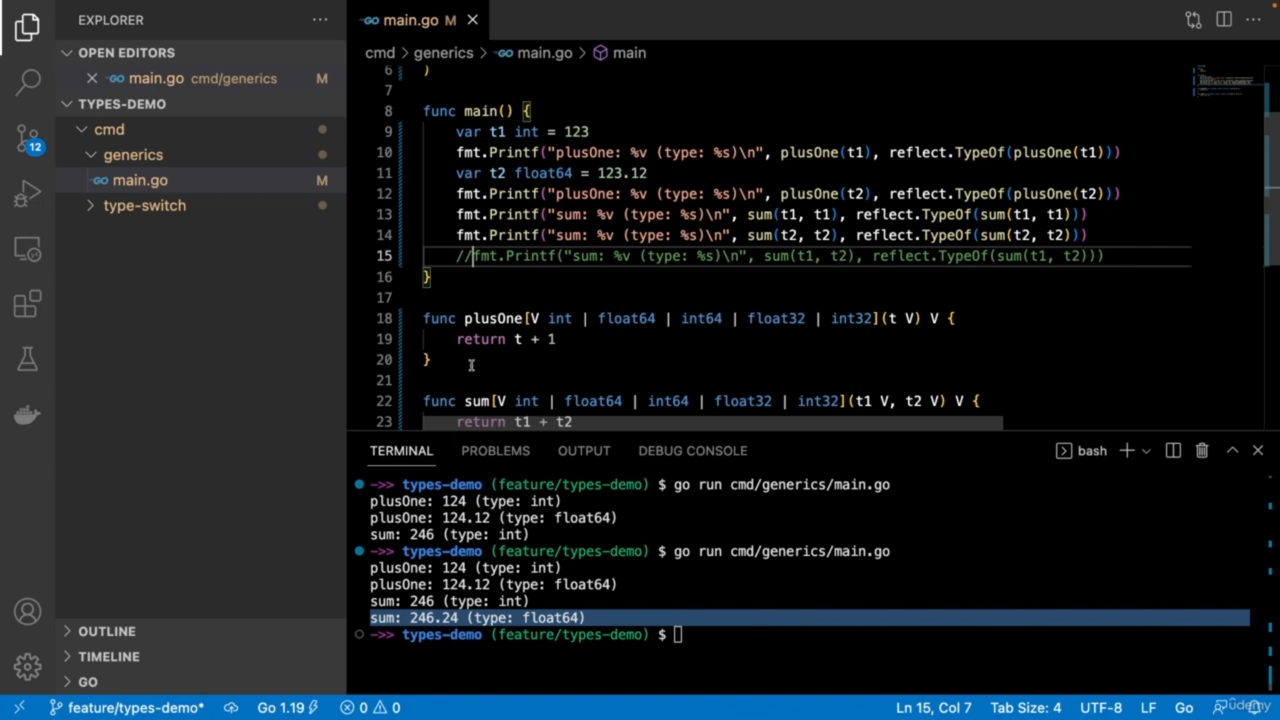 EXPLORER
OPEN EDITORS
main.go cmd/generics M
TYPES-DEMO
cmd
generics
main.go M
type-switch
OUTLINE
TIMELINE
GO
12
main.go M
cmd > generics > main.go > main
6 )
7
8 func main() {
9 var t1 int = 123
10 fmt.Printf("plusOne: %v (type: %s)\n", plusOne(t1), reflect.TypeOf(plusOne(t1)))
11 var t2 float64 = 123.12
12 fmt.Printf("plusOne: %v (type: %s)\n", plusOne(t2), reflect.TypeOf(plusOne(t2)))
13 fmt.Printf("sum: %v (type: %s)\n", sum(t1, t1), reflect.TypeOf(sum(t1, t1)))
14 fmt.Printf("sum: %v (type: %s)\n", sum(t2, t2), reflect.TypeOf(sum(t2, t2)))
15 //fmt.Printf("sum: %v (type: %s)\n", sum(t1, t2), reflect.TypeOf(sum(t1, t2)))
16 }
17
18 func plusOne[V int | float64 | int64 | float32 | int32](t V) V {
19 return t + 1
20 }
21
22 func sum[V int | float64 | int64 | float32 | int32](t1 V, t2 V) V {
23 return t1 + t2
TERMINAL PROBLEMS OUTPUT DEBUG CONSOLE bash
->> types-demo (feature/types-demo) $ go run cmd/generics/main.go
plusOne: 124 (type: int)
plusOne: 124.12 (type: float64)
sum: 246 (type: int)
->> types-demo (feature/types-demo) $ go run cmd/generics/main.go
plusOne: 124 (type: int)
plusOne: 124.12 (type: float64)
sum: 246 (type: int)
sum: 246.24 (type: float64)
->> types-demo (feature/types-demo) $
feature/types-demo* Go 1.19 0 0 Ln 15, Col 7 Tab Size: 4 UTF-8 LF Go
Udemy